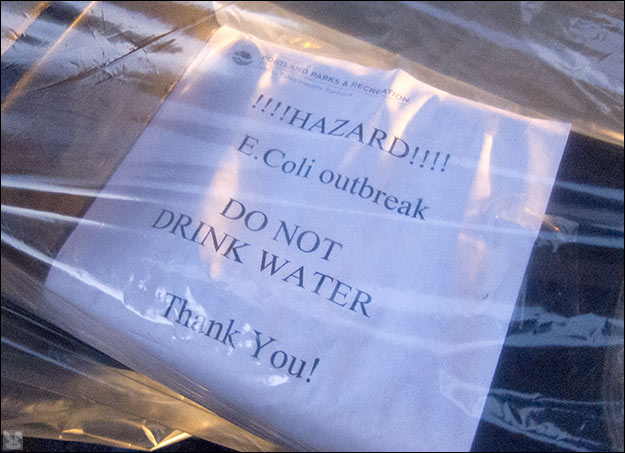 PORTLAND PARKS & RECREATION
!!!!HAZARD!!!!
E.Coli outbreak
DO NOT
DRINK WATER
Thank You!